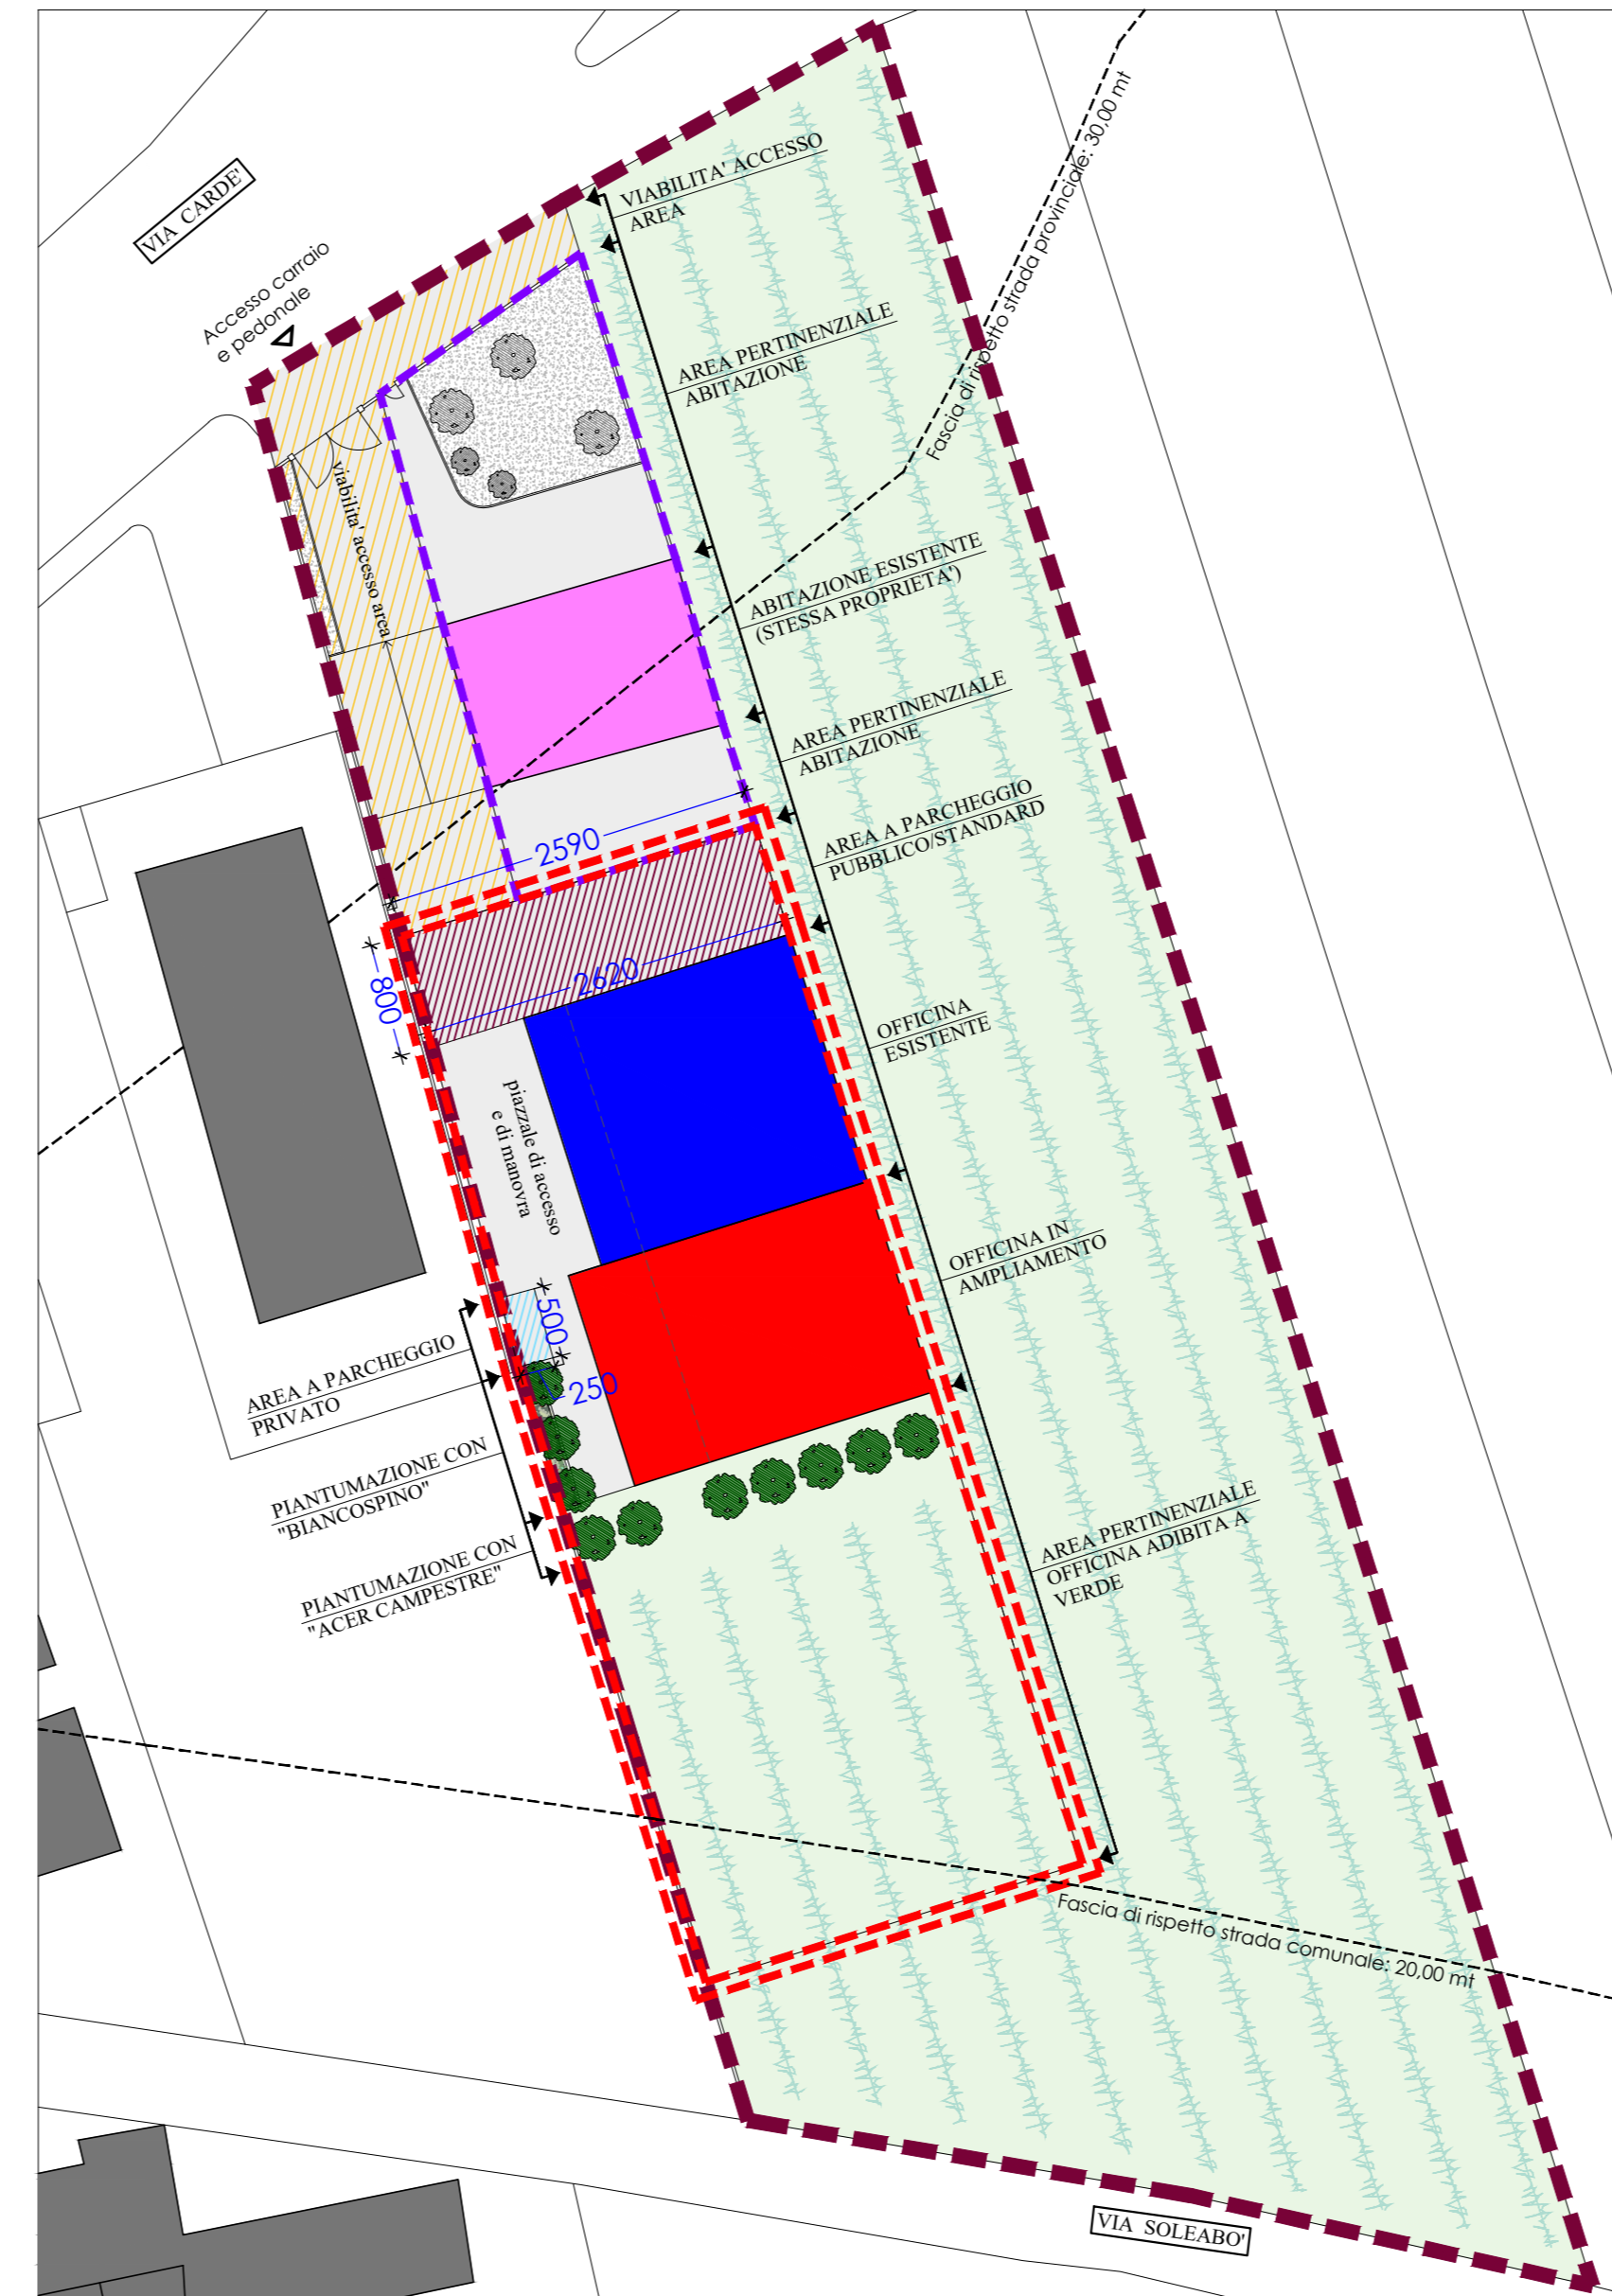 VIA CARDE'
Accesso carraio
e pedonale
VIABILITA' ACCESSO
AREA
Fascia di rispetto strada provinciale: 30,00 mt
AREA PERTINENZIALE
ABITAZIONE
viabilita' accesso area
ABITAZIONE ESISTENTE
(STESSA PROPRIETA')
AREA PERTINENZIALE
ABITAZIONE
AREA A PARCHEGGIO
PUBBLICO/STANDARD
2590
2620
800
OFFICINA
ESISTENTE
piazzale di accesso
e di manovra
OFFICINA IN
AMPLIAMENTO
500
250
AREA A PARCHEGGIO
PRIVATO
PIANTUMAZIONE CON
"BIANCOSPINO"
PIANTUMAZIONE CON
"ACER CAMPESTRE"
AREA PERTINENZIALE
OFFICINA ADIBITA A
VERDE
Fascia di rispetto strada comunale: 20,00 mt
VIA SOLEABO'